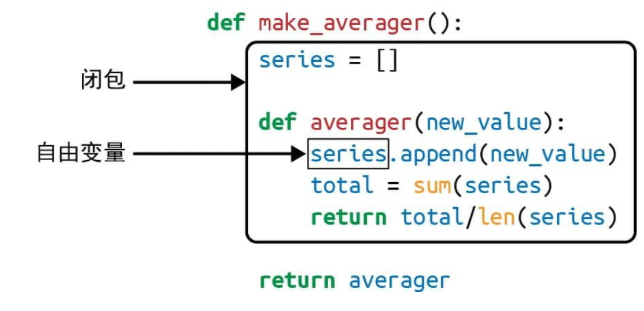 def make_averager():
闭包
series = []
def averager(new_value):
自由变量
series.append(new_value)
total = sum(series)
return total/len(series)
return averager